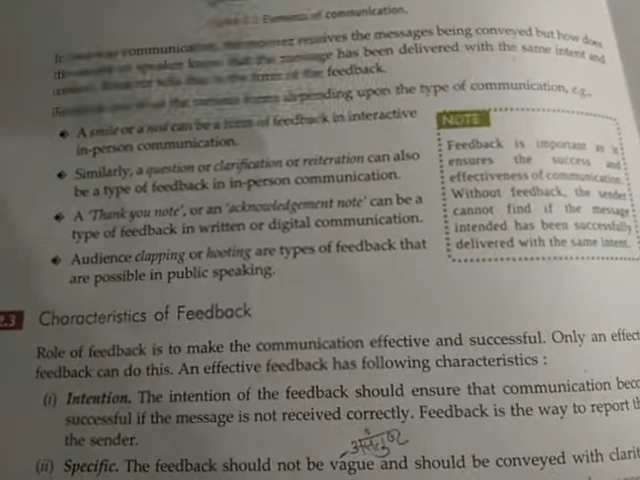 Elements of communication.
communication, receives the messages being conveyed but how does
speaker know that the message has been delivered with the same intent and
the form of the feedback.
depending upon the type of communication, e.g.,
◆ A smile or a nod can be a form of feedback in interactive
in-person communication.
◆ Similarly, a question or clarification or reiteration can also
be a type of feedback in in-person communication.
◆ A 'Thank you note', or an 'acknowledgement note' can be a
type of feedback in written or digital communication.
◆ Audience clapping or hooting are types of feedback that
are possible in public speaking.
NOTE
Feedback is important as it
ensures the success and
effectiveness of communication.
Without feedback, the sender
cannot find if the message
intended has been successfully
delivered with the same intent.
2.3 Characteristics of Feedback
Role of feedback is to make the communication effective and successful. Only an effect
feedback can do this. An effective feedback has following characteristics :
(i) Intention. The intention of the feedback should ensure that communication beco
successful if the message is not received correctly. Feedback is the way to report th
the sender.
(ii) Specific. The feedback should not be vague and should be conveyed with clarit